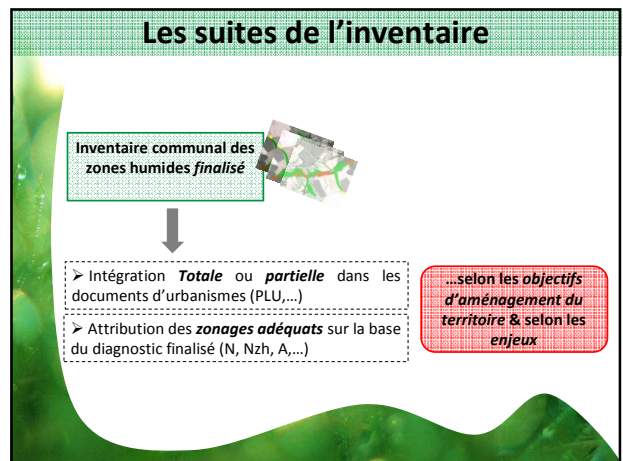 Les suites de l’inventaire
Inventaire communal des
zones humides finalisé
➢ Intégration Totale ou partielle dans les
documents d’urbanismes (PLU,…)
➢ Attribution des zonages adéquats sur la base
du diagnostic finalisé (N, Nzh, A,…)
…selon les objectifs
d’aménagement du
territoire & selon les
enjeux